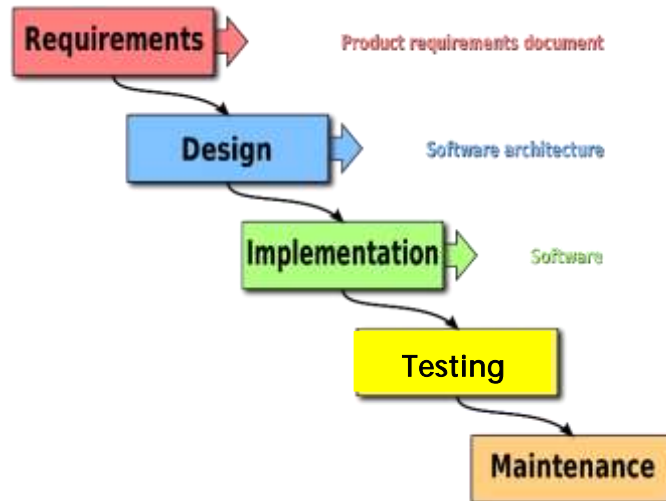 Requirements
Product requirements document
Design
Software architecture
Implementation
Software
Testing
Maintenance